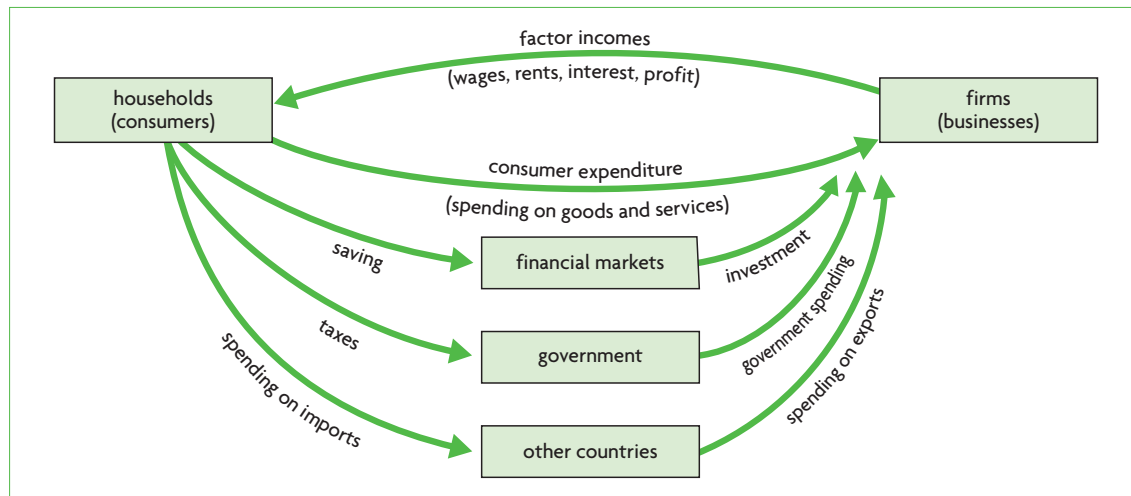 factor incomes
(wages, rents, interest, profit)
households
(consumers)
firms
(businesses)
consumer expenditure
(spending on goods and services)
saving
financial markets
investment
taxes
government
government spending
spending on imports
other countries
spending on exports